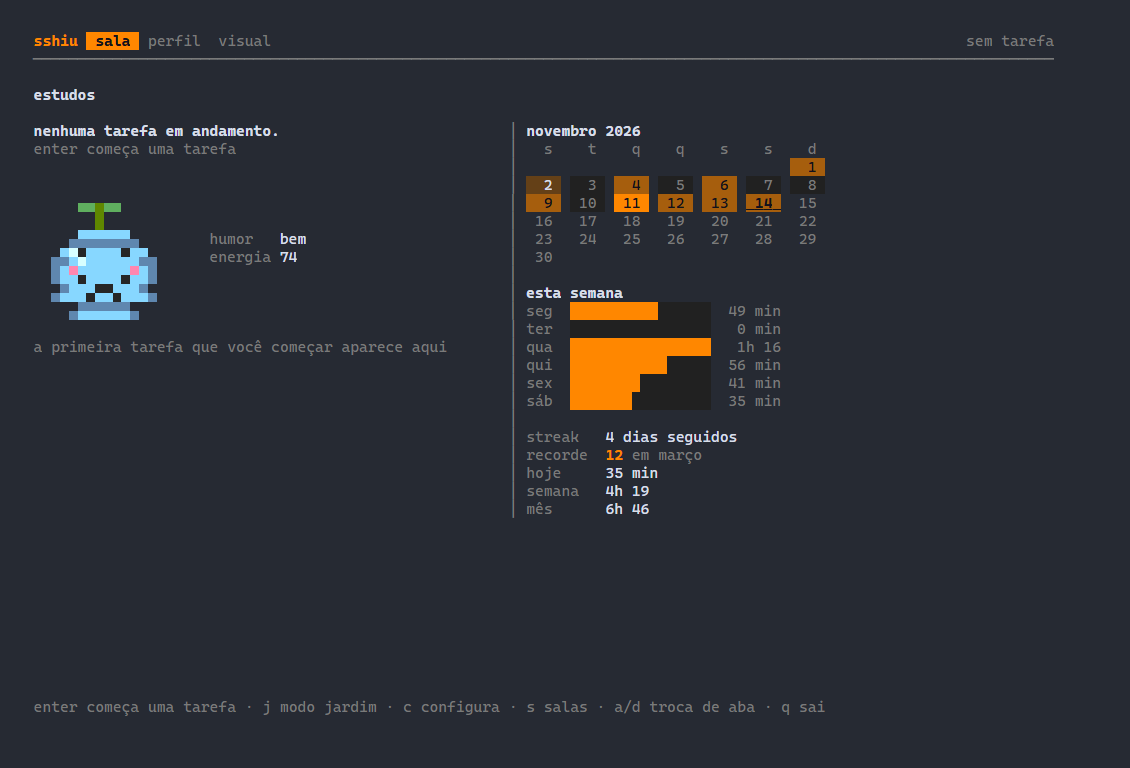 sshiu sala perfil visual sem tarefa
estudos
nenhuma tarefa em andamento.
enter começa uma tarefa
humor bem
energia 74
a primeira tarefa que você começar aparece aqui
novembro 2026
s t q q s s d
1
2 3 4 5 6 7 8
9 10 11 12 13 14 15
16 17 18 19 20 21 22
23 24 25 26 27 28 29
30
esta semana
seg 49 min
ter 0 min
qua 1h 16
qui 56 min
sex 41 min
sáb 35 min
streak 4 dias seguidos
recorde 12 em março
hoje 35 min
semana 4h 19
mês 6h 46
enter começa uma tarefa · j modo jardim · c configura · s salas · a/d troca de aba · q sai